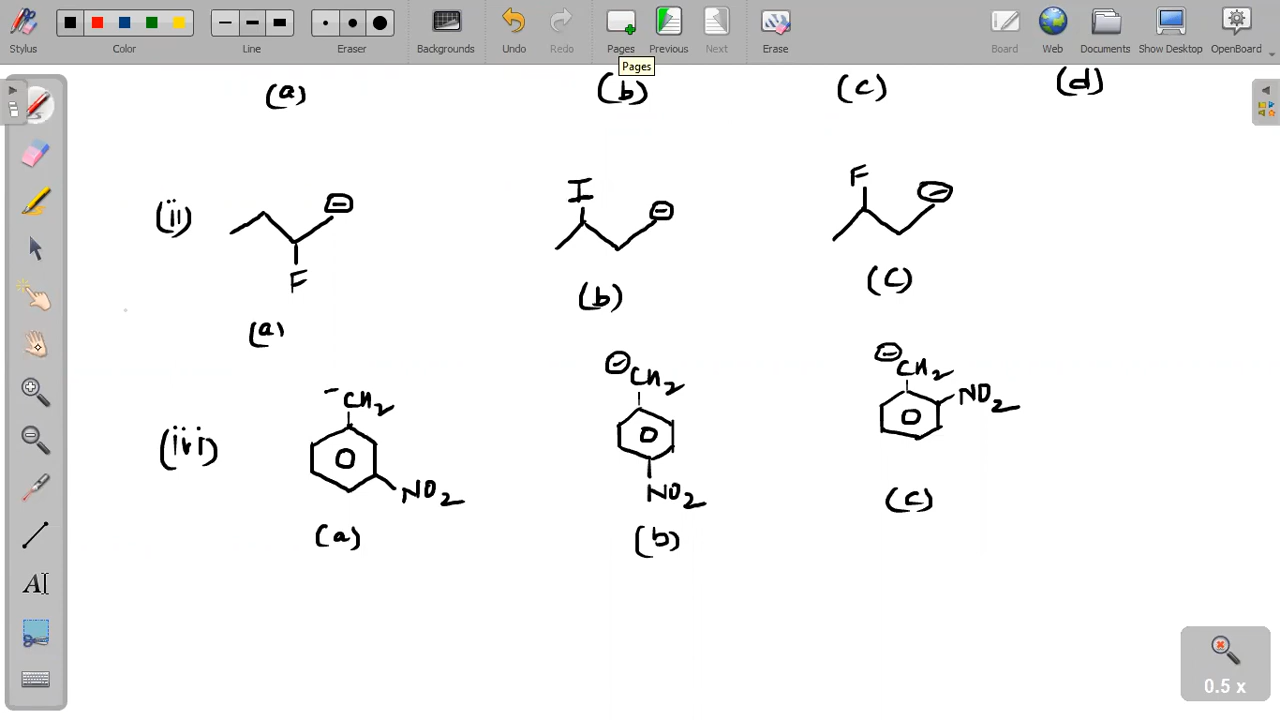 Stylus Color Line Eraser Backgrounds Undo Redo Pages Previous Next Erase Board Web Documents Show Desktop OpenBoard
Pages
(a) (b) (c) (d)
(ii) ⊖ I ⊖ F ⊖
F
(a) (b) (c)
(ivi) -CH2 ⊖CH2 ⊖CH2
NO2 NO2 NO2
(a) (b) (c)
0.5 x